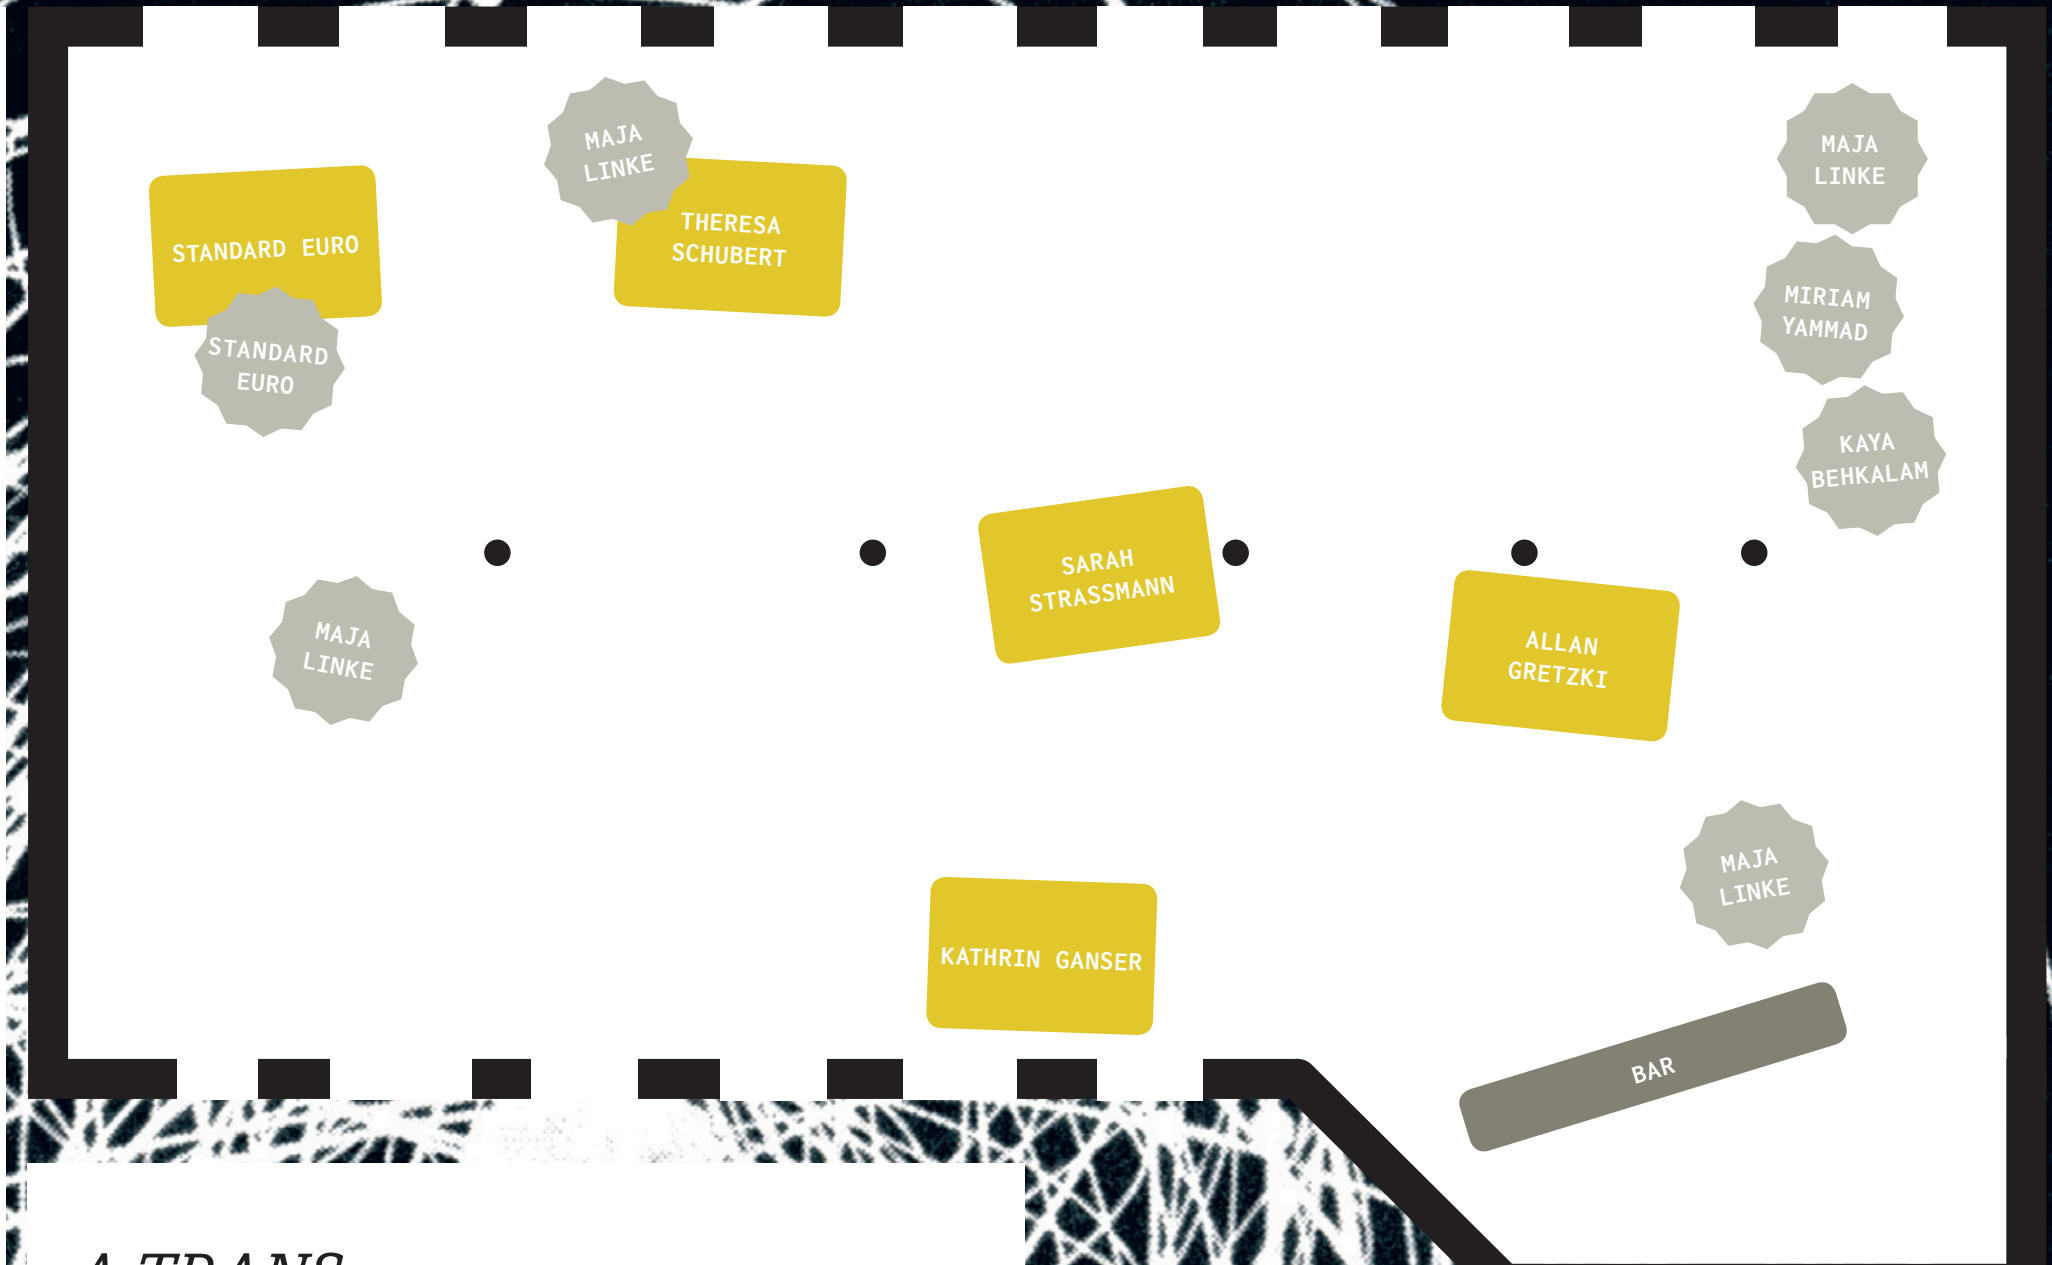 MAJA
LINKE
THERESA
SCHUBERT
STANDARD EURO
STANDARD
EURO
MAJA
LINKE
MIRIAM
YAMMAD
KAYA
BEHKALAM
SARAH
STRASSMANN
ALLAN
GRETZKI
MAJA
LINKE
MAJA
LINKE
KATHRIN GANSER
BAR
A TRANS